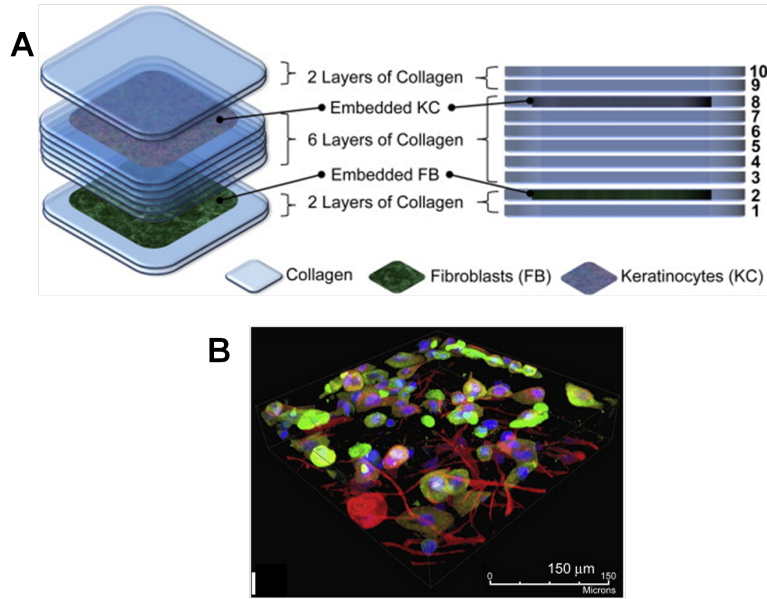 A
2 Layers of Collagen
Embedded KC
6 Layers of Collagen
Embedded FB
2 Layers of Collagen
10
9
8
7
6
5
4
3
2
1
Collagen
Fibroblasts (FB)
Keratinocytes (KC)
B
150 μm
0 150
Microns